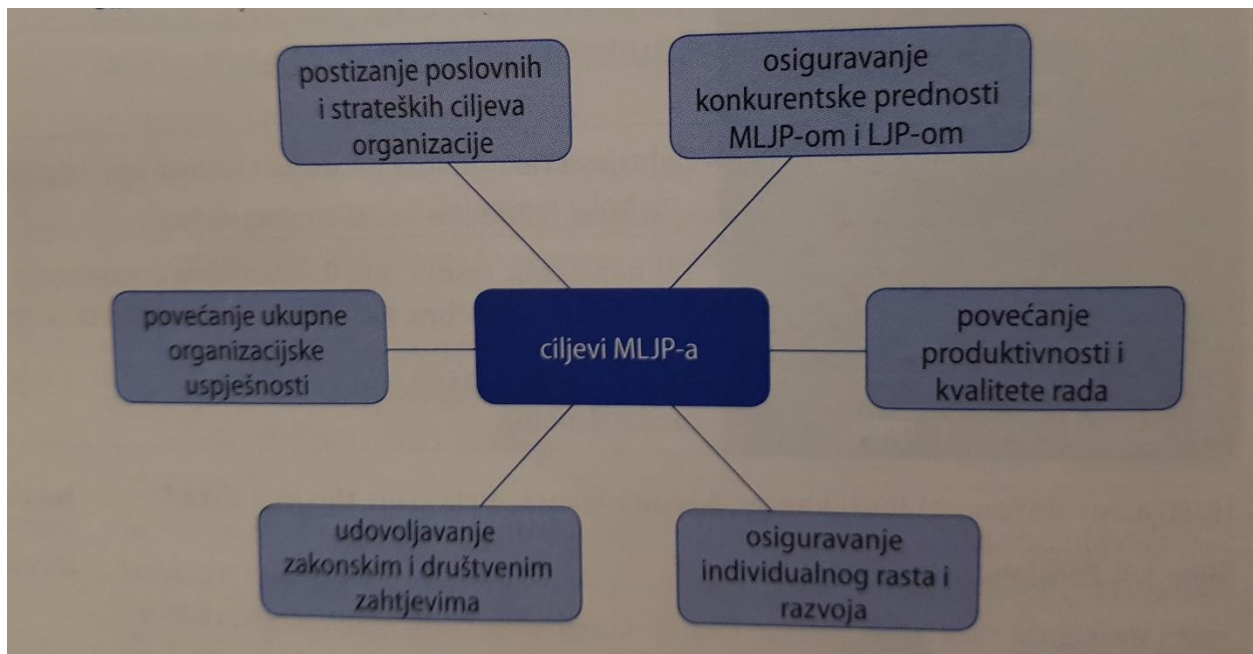 postizanje poslovnih
i strateških ciljeva
organizacije
osiguravanje
konkurentske prednosti
MLJP-om i LJP-om
povećanje ukupne
organizacijske
uspješnosti
ciljevi MLJP-a
povećanje
produktivnosti i
kvalitete rada
udovoljavanje
zakonskim i društvenim
zahtjevima
osiguravanje
individualnog rasta i
razvoja